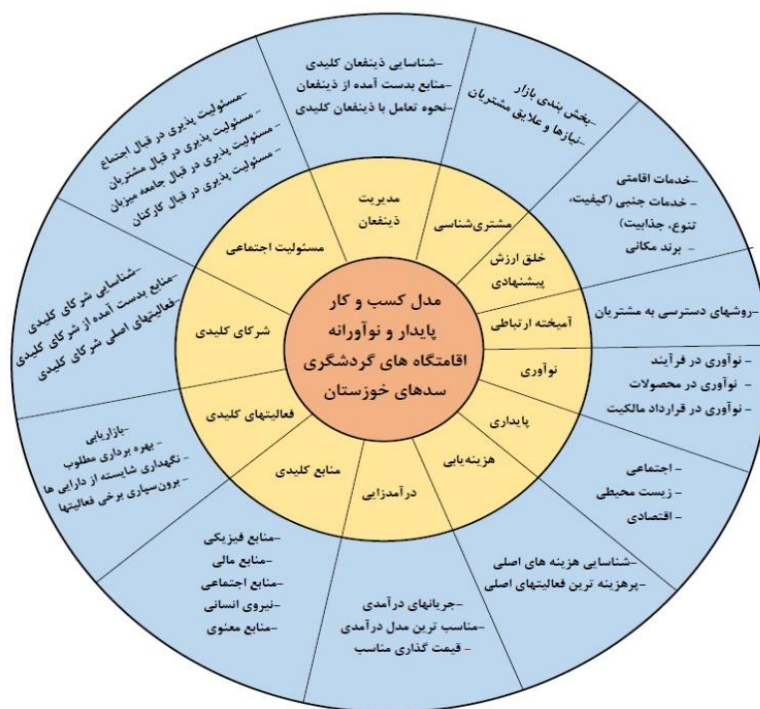 مدل کسب و کار
پایدار و نوآورانه
اقامتگاه های گردشگری
سدهای خوزستان
مدیریت
ذینفعان
-شناسایی ذینفعان کلیدی
-منابع بدست آمده از ذینفعان
-نحوه تعامل با ذینفعان کلیدی
مشتری‌شناسی
-بخش بندی بازار
-نیازها و علایق مشتریان
خلق ارزش
پیشنهادی
-خدمات اقامتی
- خدمات جنبی (کیفیت،
تنوع، جذابیت)
- برند مکانی
آمیخته ارتباطی
-روشهای دسترسی به مشتریان
نوآوری
- نوآوری در فرآیند
- نوآوری در محصولات
- نوآوری در قرارداد مالکیت
پایداری
- اجتماعی
- زیست محیطی
- اقتصادی
هزینه‌یابی
-شناسایی هزینه های اصلی
-پرهزینه ترین فعالیتهای اصلی
درآمدزایی
-جریانهای درآمدی
-مناسب ترین مدل درآمدی
- قیمت گذاری مناسب
منابع کلیدی
-منابع فیزیکی
-منابع مالی
-منابع اجتماعی
-نیروی انسانی
-منابع معنوی
فعالیتهای کلیدی
-بازاریابی
- بهره برداری مطلوب
- نگهداری شایسته از دارایی ها
- برون‌سپاری برخی فعالیتها
شرکای کلیدی
-شناسایی شرکای کلیدی
-منابع بدست آمده از شرکای کلیدی
-فعالیتهای اصلی شرکای کلیدی
مسئولیت اجتماعی
-مسئولیت پذیری در قبال اجتماع
- مسئولیت پذیری در قبال مشتریان
- مسئولیت پذیری در قبال جامعه میزبان
- مسئولیت پذیری در قبال کارکنان